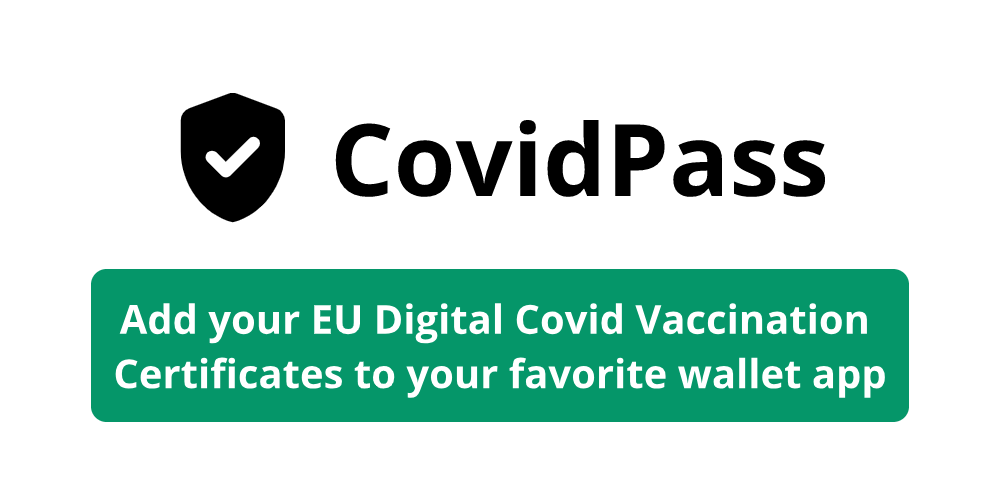 CovidPass
Add your EU Digital Covid Vaccination
Certificates to your favorite wallet app